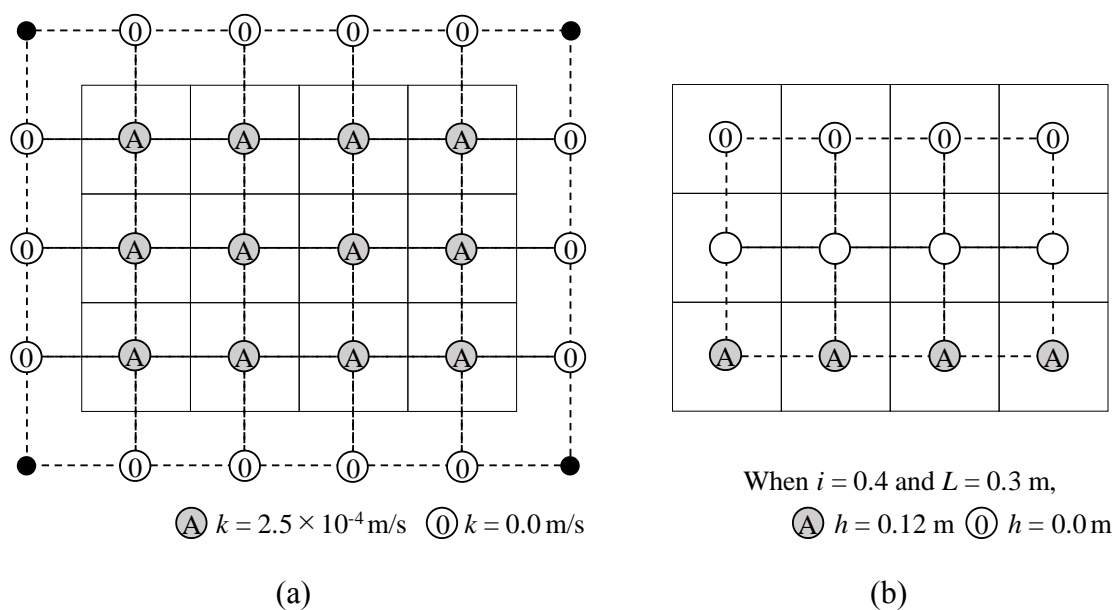 0 0 0 0
0 A A A A 0
0 A A A A 0
0 A A A A 0
0 0 0 0
A k = 2.5 × 10⁻⁴ m/s 0 k = 0.0 m/s
(a)
0 0 0 0
A A A A
When i = 0.4 and L = 0.3 m,
A h = 0.12 m 0 h = 0.0 m
(b)